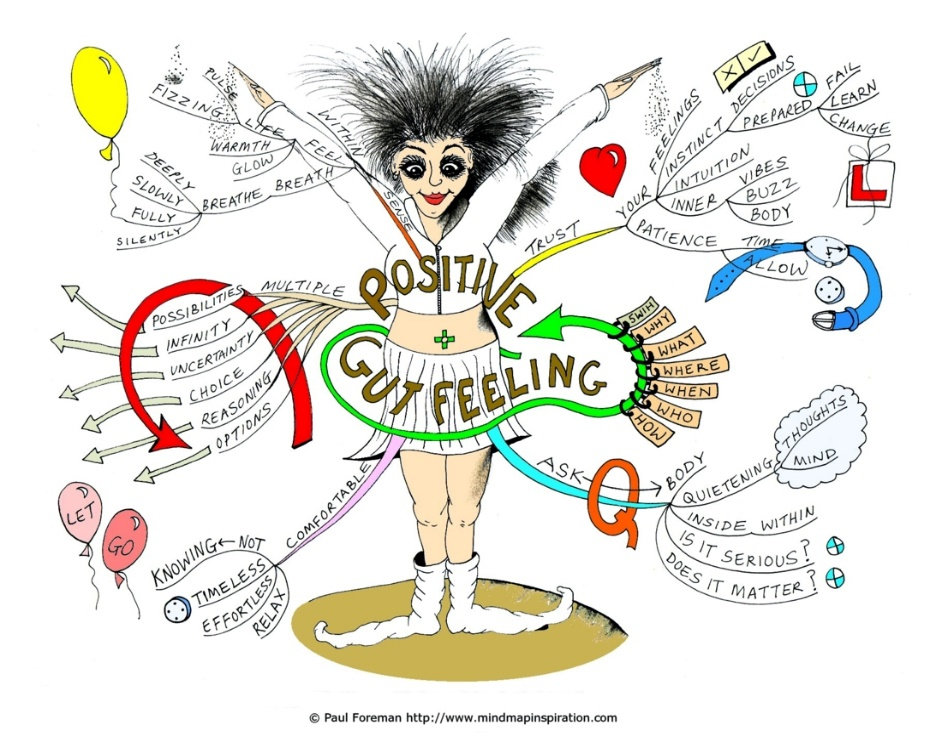 POSITIVE
GUT FEELING
SENSE
WITHIN
FEEL
LIFE
PULSE
FIZZING
WARMTH
GLOW
BREATH
BREATHE
DEEPLY
SLOWLY
FULLY
SILENTLY
TRUST
YOUR
FEELINGS
INSTINCT
DECISIONS
PREPARED
FAIL
LEARN
CHANGE
L
INTUITION
INNER
VIBES
BUZZ
BODY
PATIENCE
TIME
ALLOW
5WIH
WHY
WHAT
WHERE
WHEN
WHO
HOW
ASK
Q
BODY
QUIETENING
THOUGHTS
MIND
INSIDE WITHIN
IS IT SERIOUS?
DOES IT MATTER?
COMFORTABLE
NOT
KNOWING
TIMELESS
EFFORTLESS
RELAX
LET
GO
MULTIPLE
POSSIBILITIES
INFINITY
UNCERTAINTY
CHOICE
REASONING
OPTIONS
© Paul Foreman http://www.mindmapinspiration.com